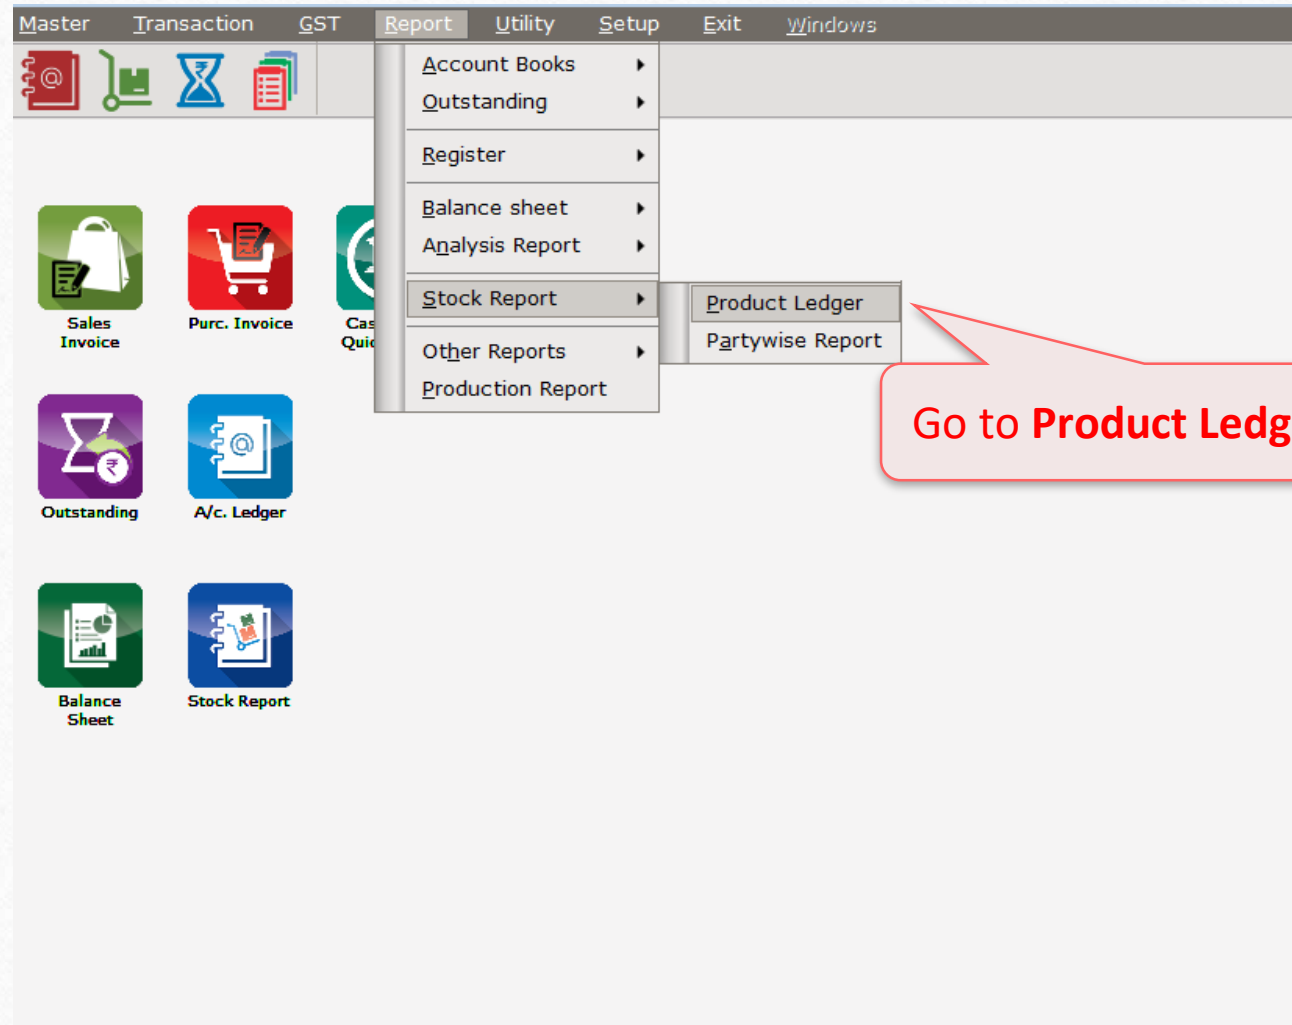 Master Transaction GST Report Utility Setup Exit Windows
Account Books
Outstanding
Register
Balance sheet
Analysis Report
Stock Report
Other Reports
Production Report
Product Ledger
Partywise Report
Go to Product Ledg
Sales
Invoice
Purc. Invoice
Cas
Quic
Outstanding
A/c. Ledger
Balance
Sheet
Stock Report